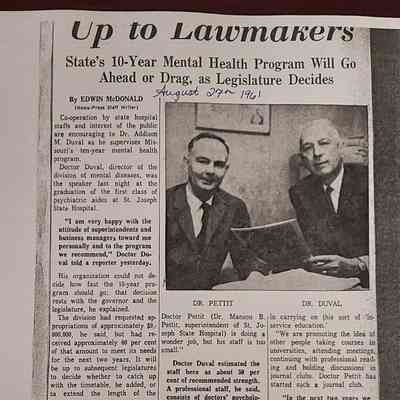 Up to Lawmakers
State's 10-Year Mental Health Program Will Go
Ahead or Drag, as Legislature Decides
August 27th 1961
By EDWIN McDONALD
(News-Press Staff Writer)
Co-operation by state hospital
staffs and interest of the public
are encouraging to Dr. Addison
M. Duval as he supervises Mis-
souri's ten-year mental health
program.
Doctor Duval, director of the
division of mental diseases, was
the speaker last night at the
graduation of the first class of
psychiatric aides at St. Joseph
State Hospital.
"I am very happy with the
attitude of superintendents and
business managers toward me
personally and to the program
we recommend," Doctor Du-
val told a reporter yesterday.
His organization could not de-
cide how fast the 10-year pro-
gram should go; that decision
rests with the governor and the
legislature, he explained.
The division had requested ap-
propriations of approximately $9,-
000,000, he said, but had re-
ceived approximately 60 per cent
of that amount to meet its needs
for the next two years. It will
be up to subsequent legislatures
to decide whether to catch up
with the timetable, he added, or
to extend the length of the
DR. PETTIT
DR. DUVAL
Doctor Pettit (Dr. Manson B.
Pettit, superintendent of St. Jo-
seph State Hospital) is doing a
wonder job, but his staff is too
small."
Doctor Duval estimated the
staff here as about 50 per
cent of recommended strength.
A professional staff, he said,
consists of doctors, psycholo-
in carrying on this sort of 'in-
service education.'
"We are promoting the idea of
other people taking courses in
universities, attending meetings,
continuing with professional read-
ing and holding discussions in
journal clubs. Doctor Pettit has
started such a journal club.
"In the next two years we